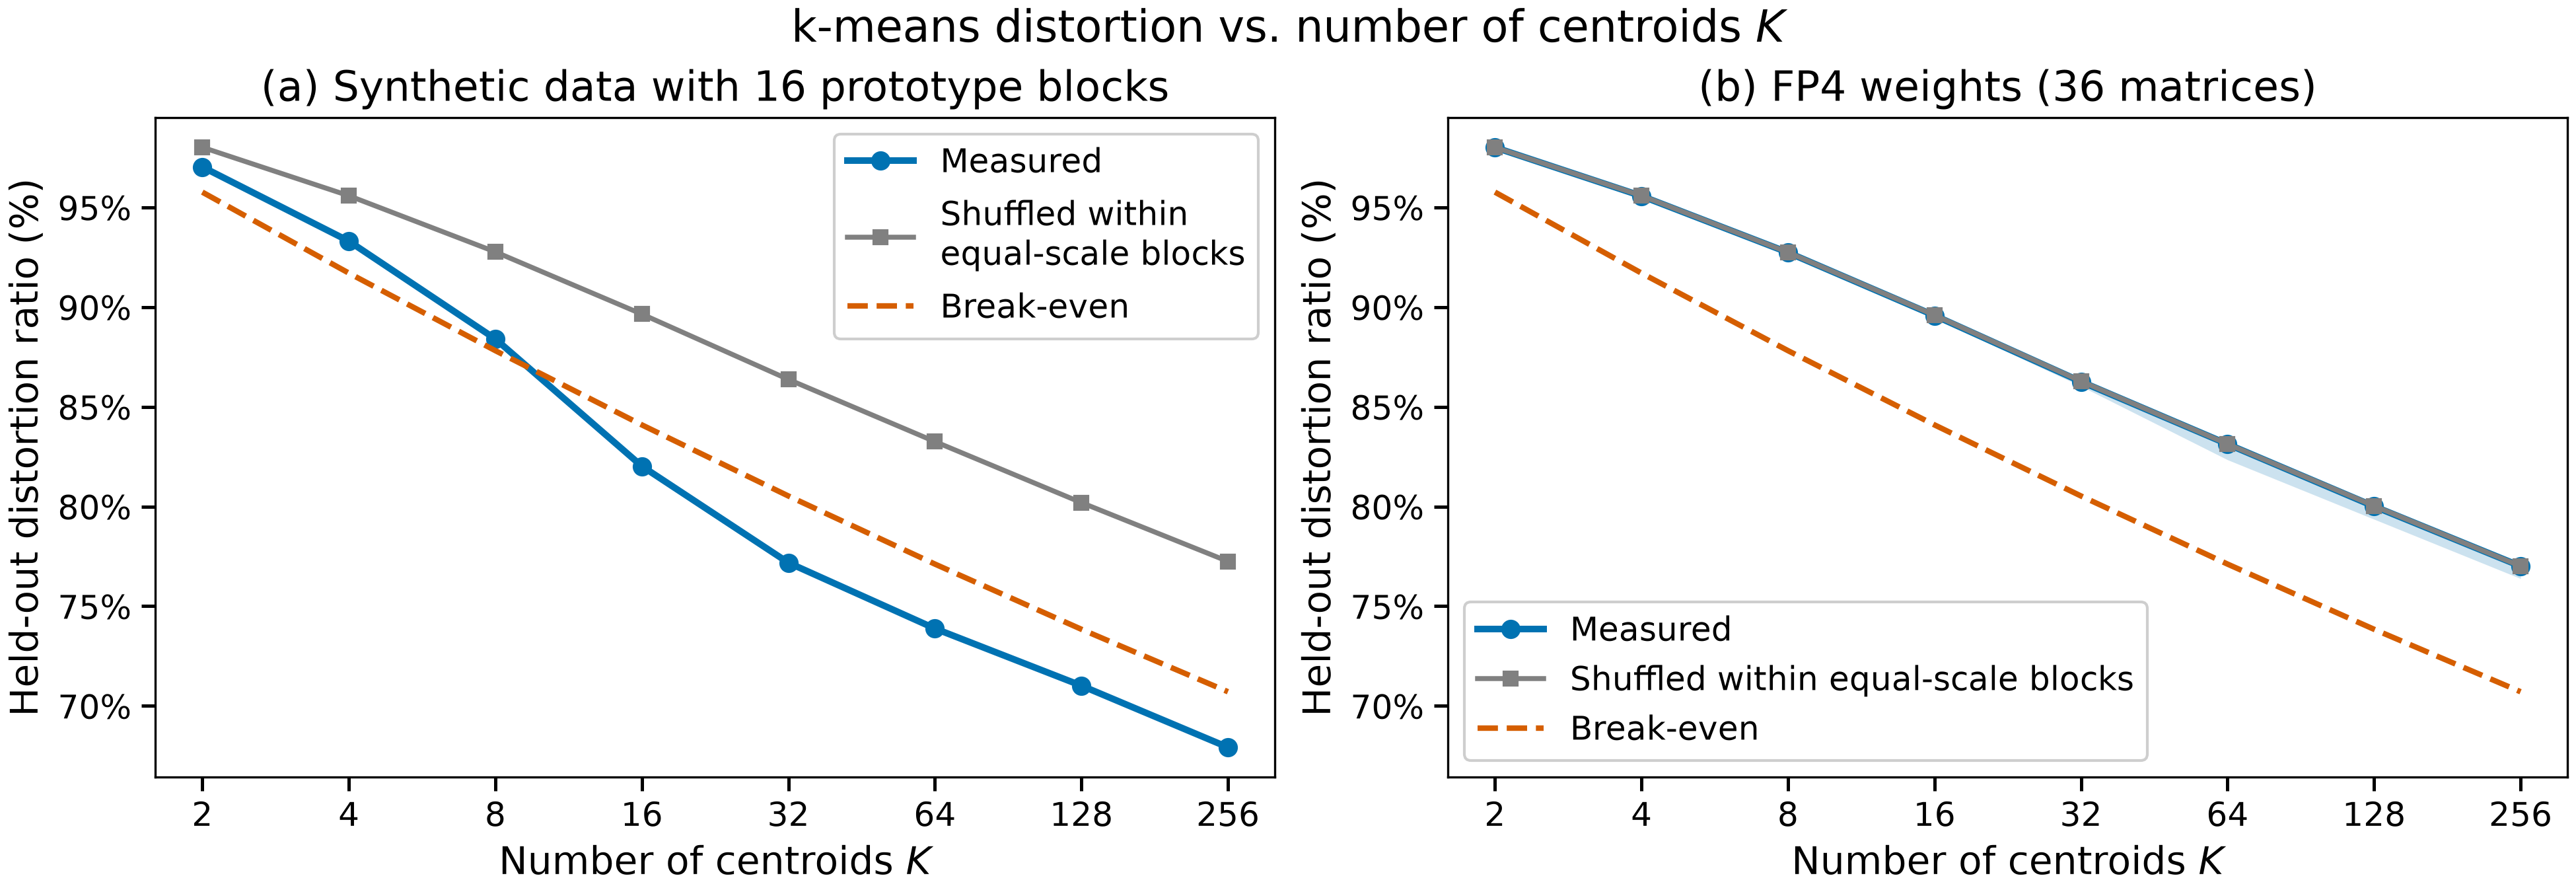 k-means distortion vs. number of centroids K
(a) Synthetic data with 16 prototype blocks
Held-out distortion ratio (%)
95%
90%
85%
80%
75%
70%
Measured
Shuffled within
equal-scale blocks
Break-even
2 4 8 16 32 64 128 256
Number of centroids K
(b) FP4 weights (36 matrices)
Held-out distortion ratio (%)
95%
90%
85%
80%
75%
70%
Measured
Shuffled within equal-scale blocks
Break-even
2 4 8 16 32 64 128 256
Number of centroids K